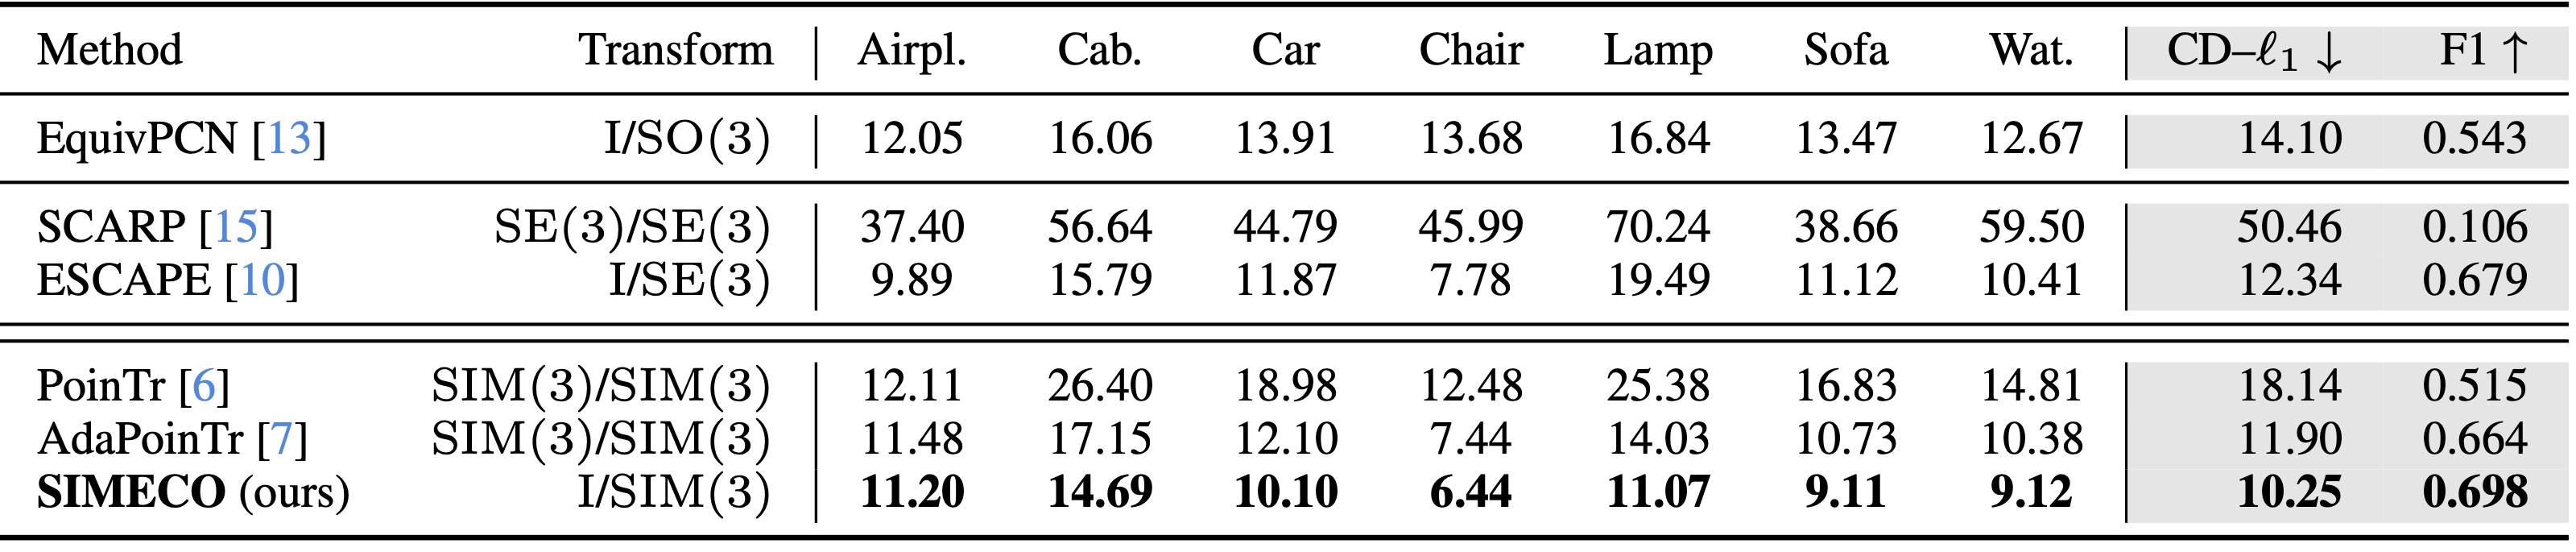 Method Transform Airpl. Cab. Car Chair Lamp Sofa Wat. CD–ℓ₁ ↓ F1 ↑
EquivPCN [13] I/SO(3) 12.05 16.06 13.91 13.68 16.84 13.47 12.67 14.10 0.543
SCARP [15] SE(3)/SE(3) 37.40 56.64 44.79 45.99 70.24 38.66 59.50 50.46 0.106
ESCAPE [10] I/SE(3) 9.89 15.79 11.87 7.78 19.49 11.12 10.41 12.34 0.679
PoinTr [6] SIM(3)/SIM(3) 12.11 26.40 18.98 12.48 25.38 16.83 14.81 18.14 0.515
AdaPoinTr [7] SIM(3)/SIM(3) 11.48 17.15 12.10 7.44 14.03 10.73 10.38 11.90 0.664
SIMECO (ours) I/SIM(3) 11.20 14.69 10.10 6.44 11.07 9.11 9.12 10.25 0.698